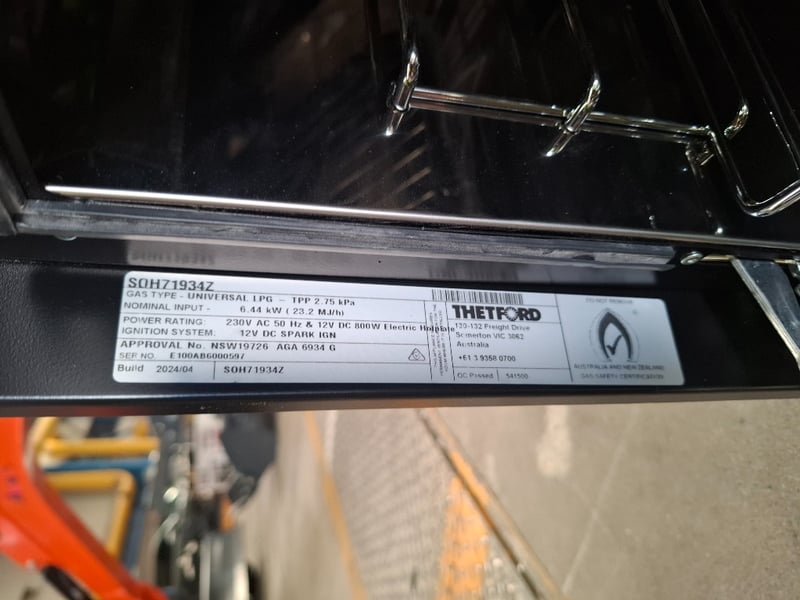 SOH71934Z
GAS TYPE - UNIVERSAL LPG - TPP 2.75 kPa
NOMINAL INPUT - 6.44 kW ( 23.2 MJ/h)
POWER RATING: 230V AC 50 Hz & 12V DC 800W Electric Hotplate
IGNITION SYSTEM: 12V DC SPARK IGN
APPROVAL No. NSW19726 AGA 6934 G
SER NO. E100AB6000597
Build 2024/04 SOH71934Z
THETFORD
130-132 Freight Drive
Somerton VIC 3062
Australia
+61 3 9358 0700
QC Passed 541500
DO NOT REMOVE
AUSTRALIA AND NEW ZEALAND
GAS SAFETY CERTIFICATION